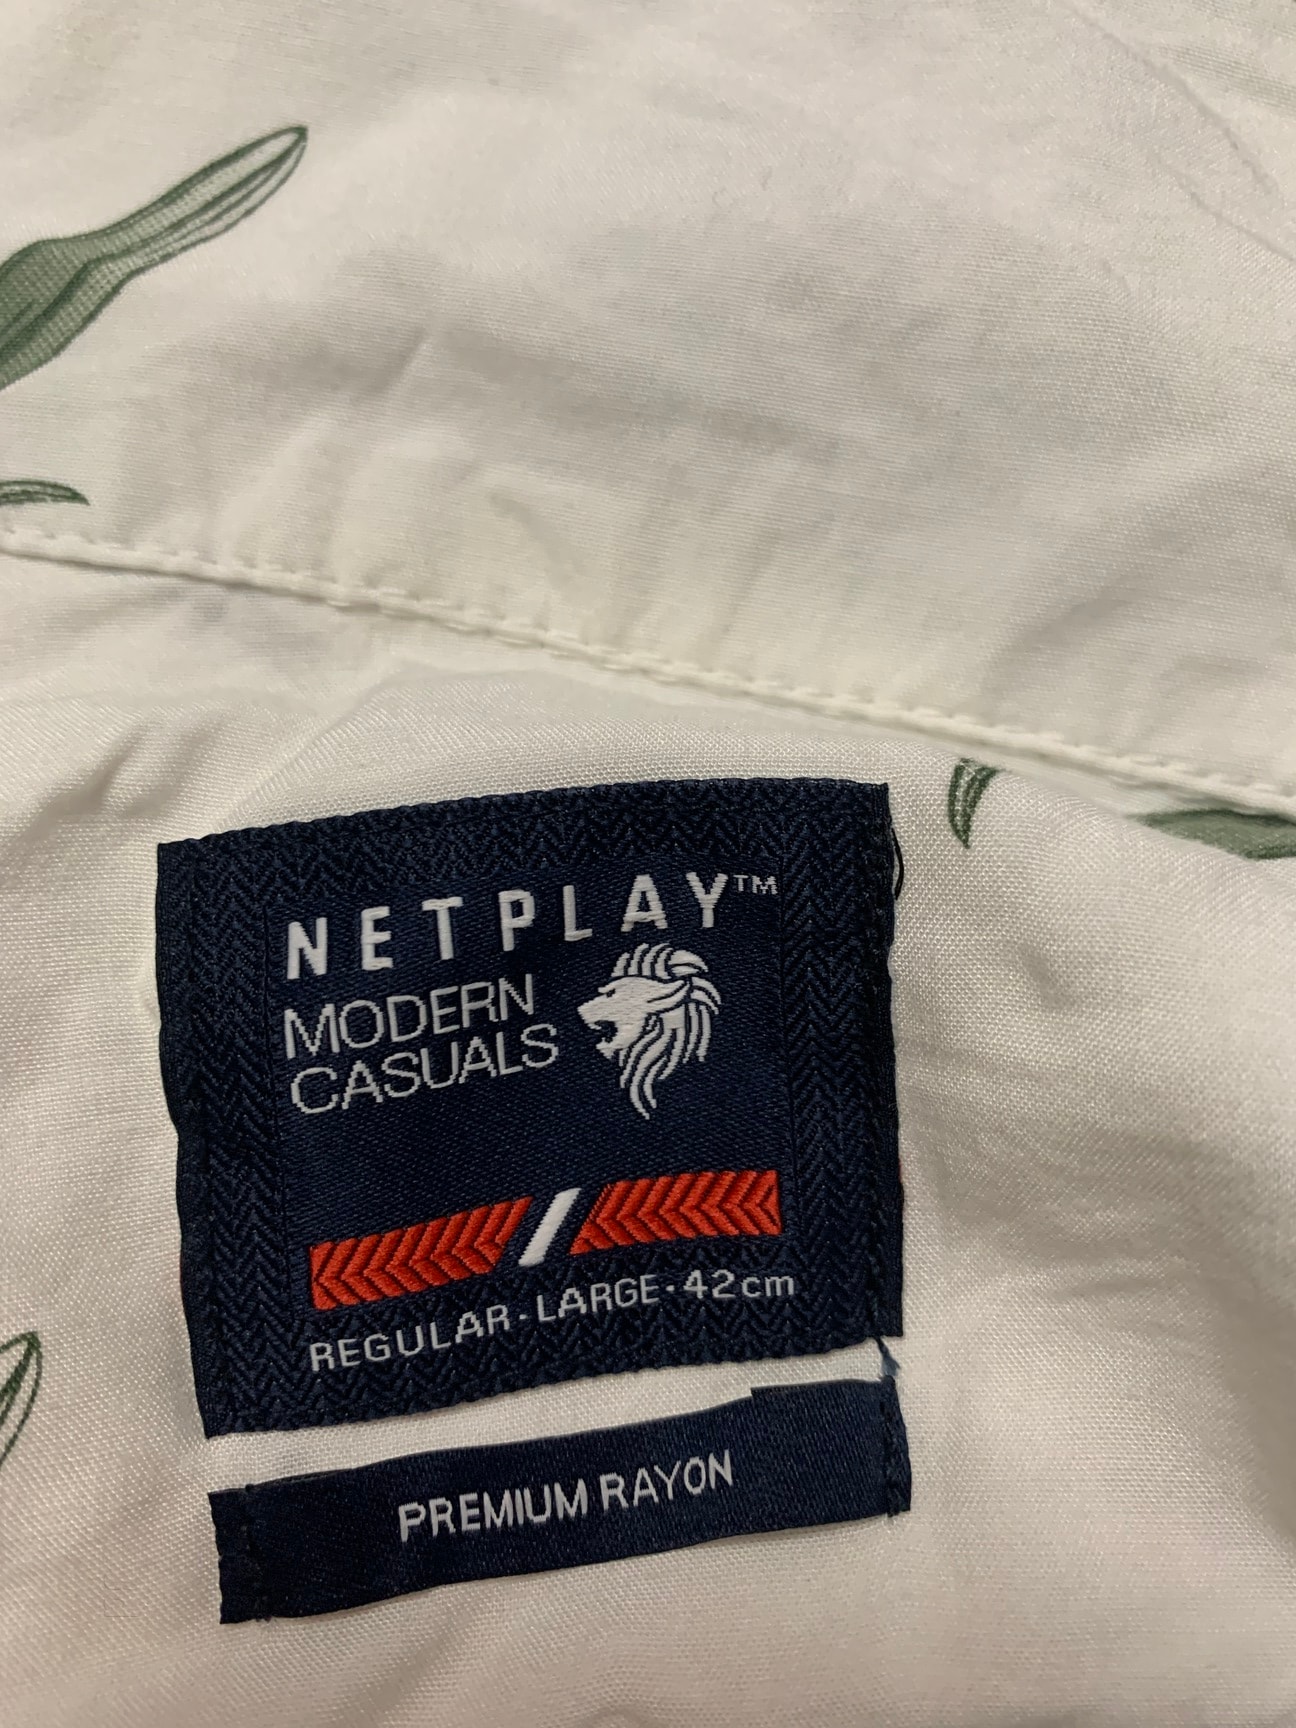 NETPLAY™
MODERN
CASUALS
REGULAR · LARGE · 42cm
PREMIUM RAYON